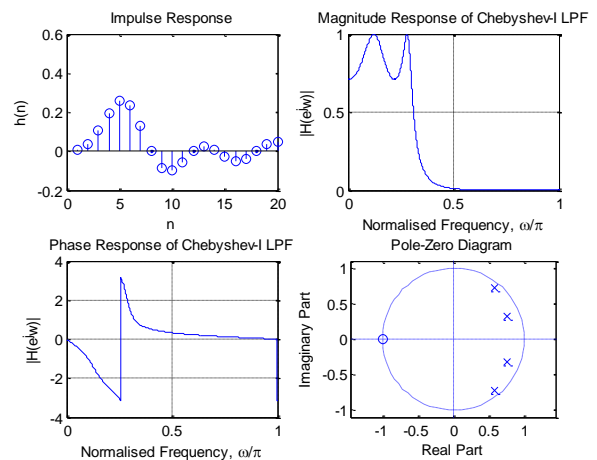 Impulse Response
0.6
0.4
0.2
0
-0.2
h(n)
0
5
10
15
20
n
Magnitude Response of Chebyshev-I LPF
1
0.5
0
|H(e^jw)|
0
0.5
1
Normalised Frequency, ω/π
Phase Response of Chebyshev-I LPF
4
2
0
-2
-4
|H(e^jw)|
0
0.5
1
Normalised Frequency, ω/π
Pole-Zero Diagram
1
0.5
0
-0.5
-1
Imaginary Part
-1
-0.5
0
0.5
1
Real Part